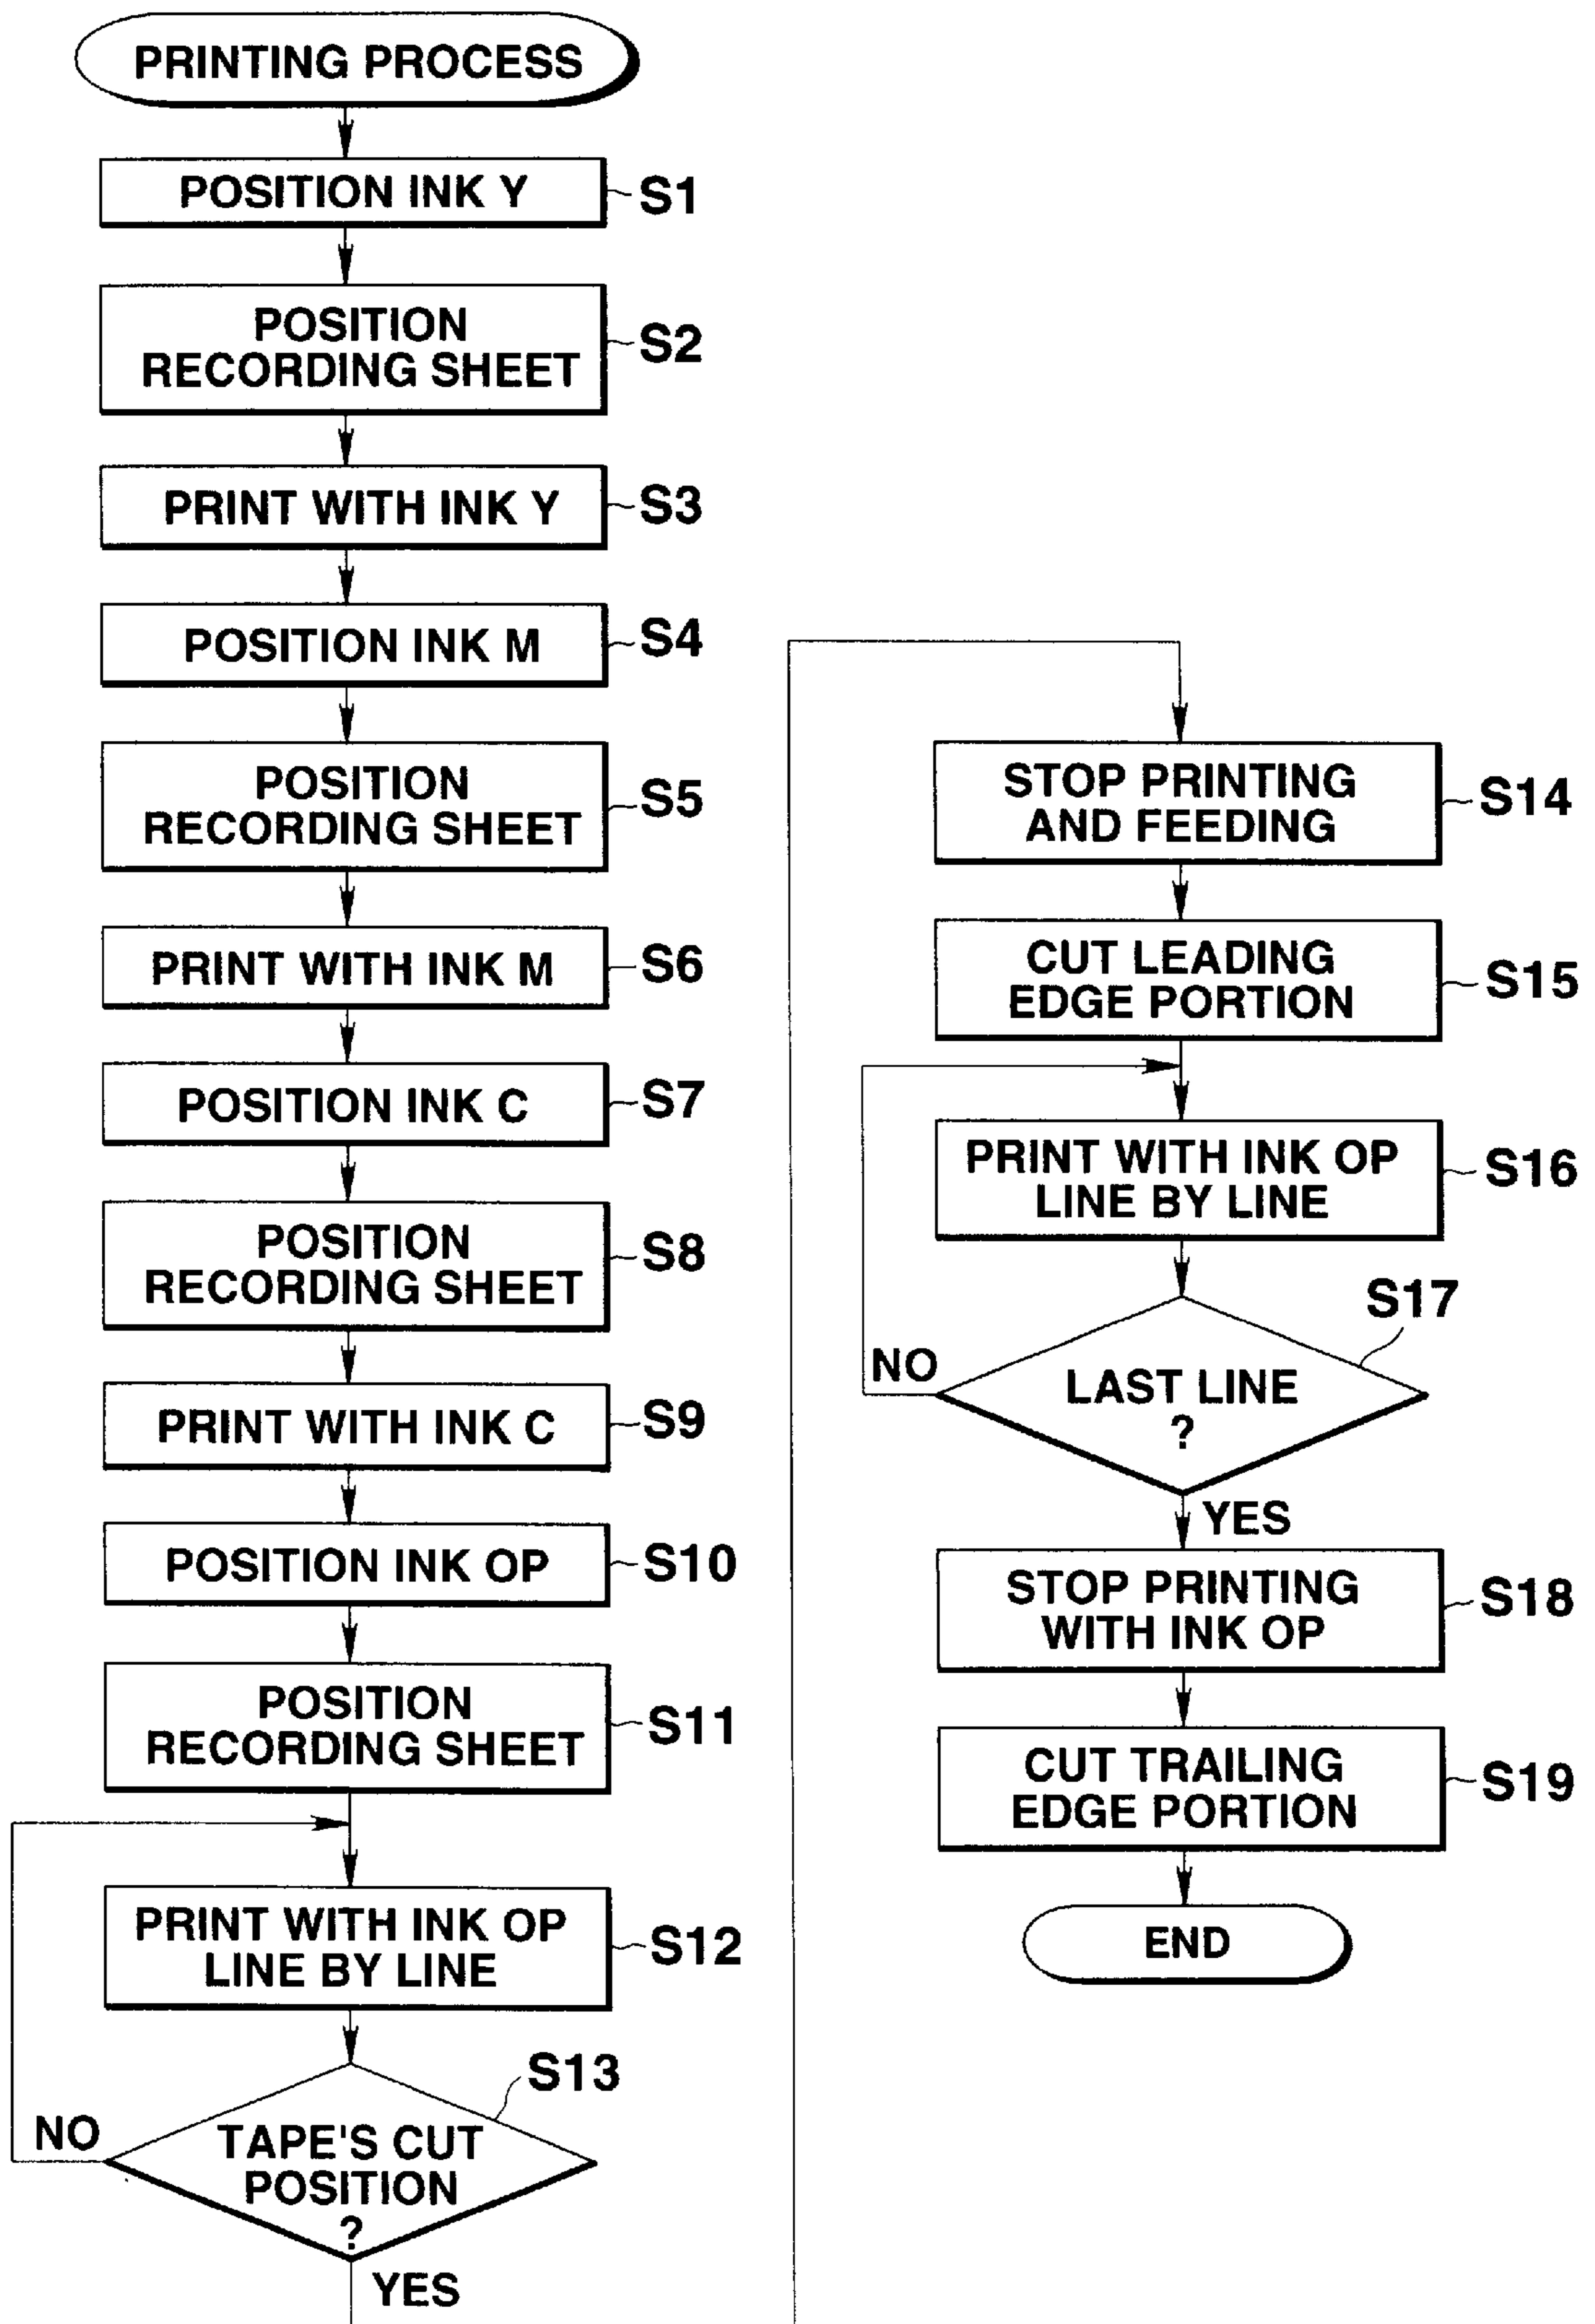 PRINTING PROCESS
POSITION INK Y
S1
POSITION
RECORDING SHEET
S2
PRINT WITH INK Y
S3
POSITION INK M
S4
POSITION
RECORDING SHEET
S5
PRINT WITH INK M
S6
POSITION INK C
S7
POSITION
RECORDING SHEET
S8
PRINT WITH INK C
S9
POSITION INK OP
S10
POSITION
RECORDING SHEET
S11
PRINT WITH INK OP
LINE BY LINE
S12
S13
NO
TAPE'S CUT
POSITION
?
YES
STOP PRINTING
AND FEEDING
S14
CUT LEADING
EDGE PORTION
S15
PRINT WITH INK OP
LINE BY LINE
S16
S17
NO
LAST LINE
?
YES
STOP PRINTING
WITH INK OP
S18
CUT TRAILING
EDGE PORTION
S19
END